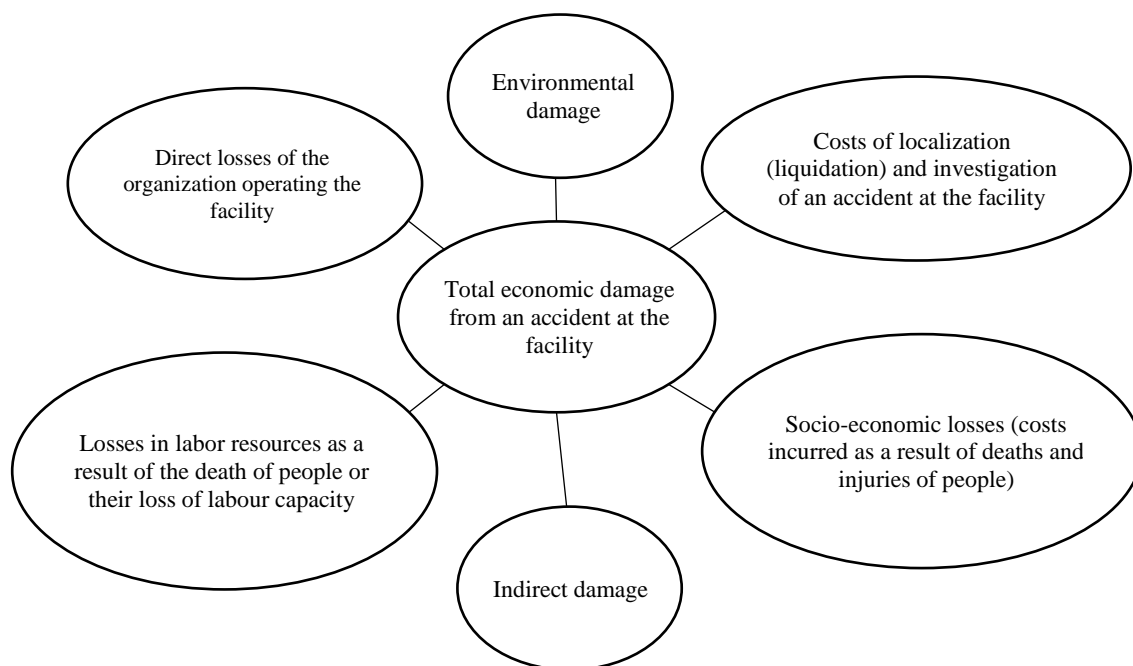 Environmental
damage
Direct losses of the
organization operating the
facility
Costs of localization
(liquidation) and investigation
of an accident at the facility
Total economic damage
from an accident at the
facility
Losses in labor resources as a
result of the death of people or
their loss of labour capacity
Socio-economic losses (costs
incurred as a result of deaths and
injuries of people)
Indirect damage